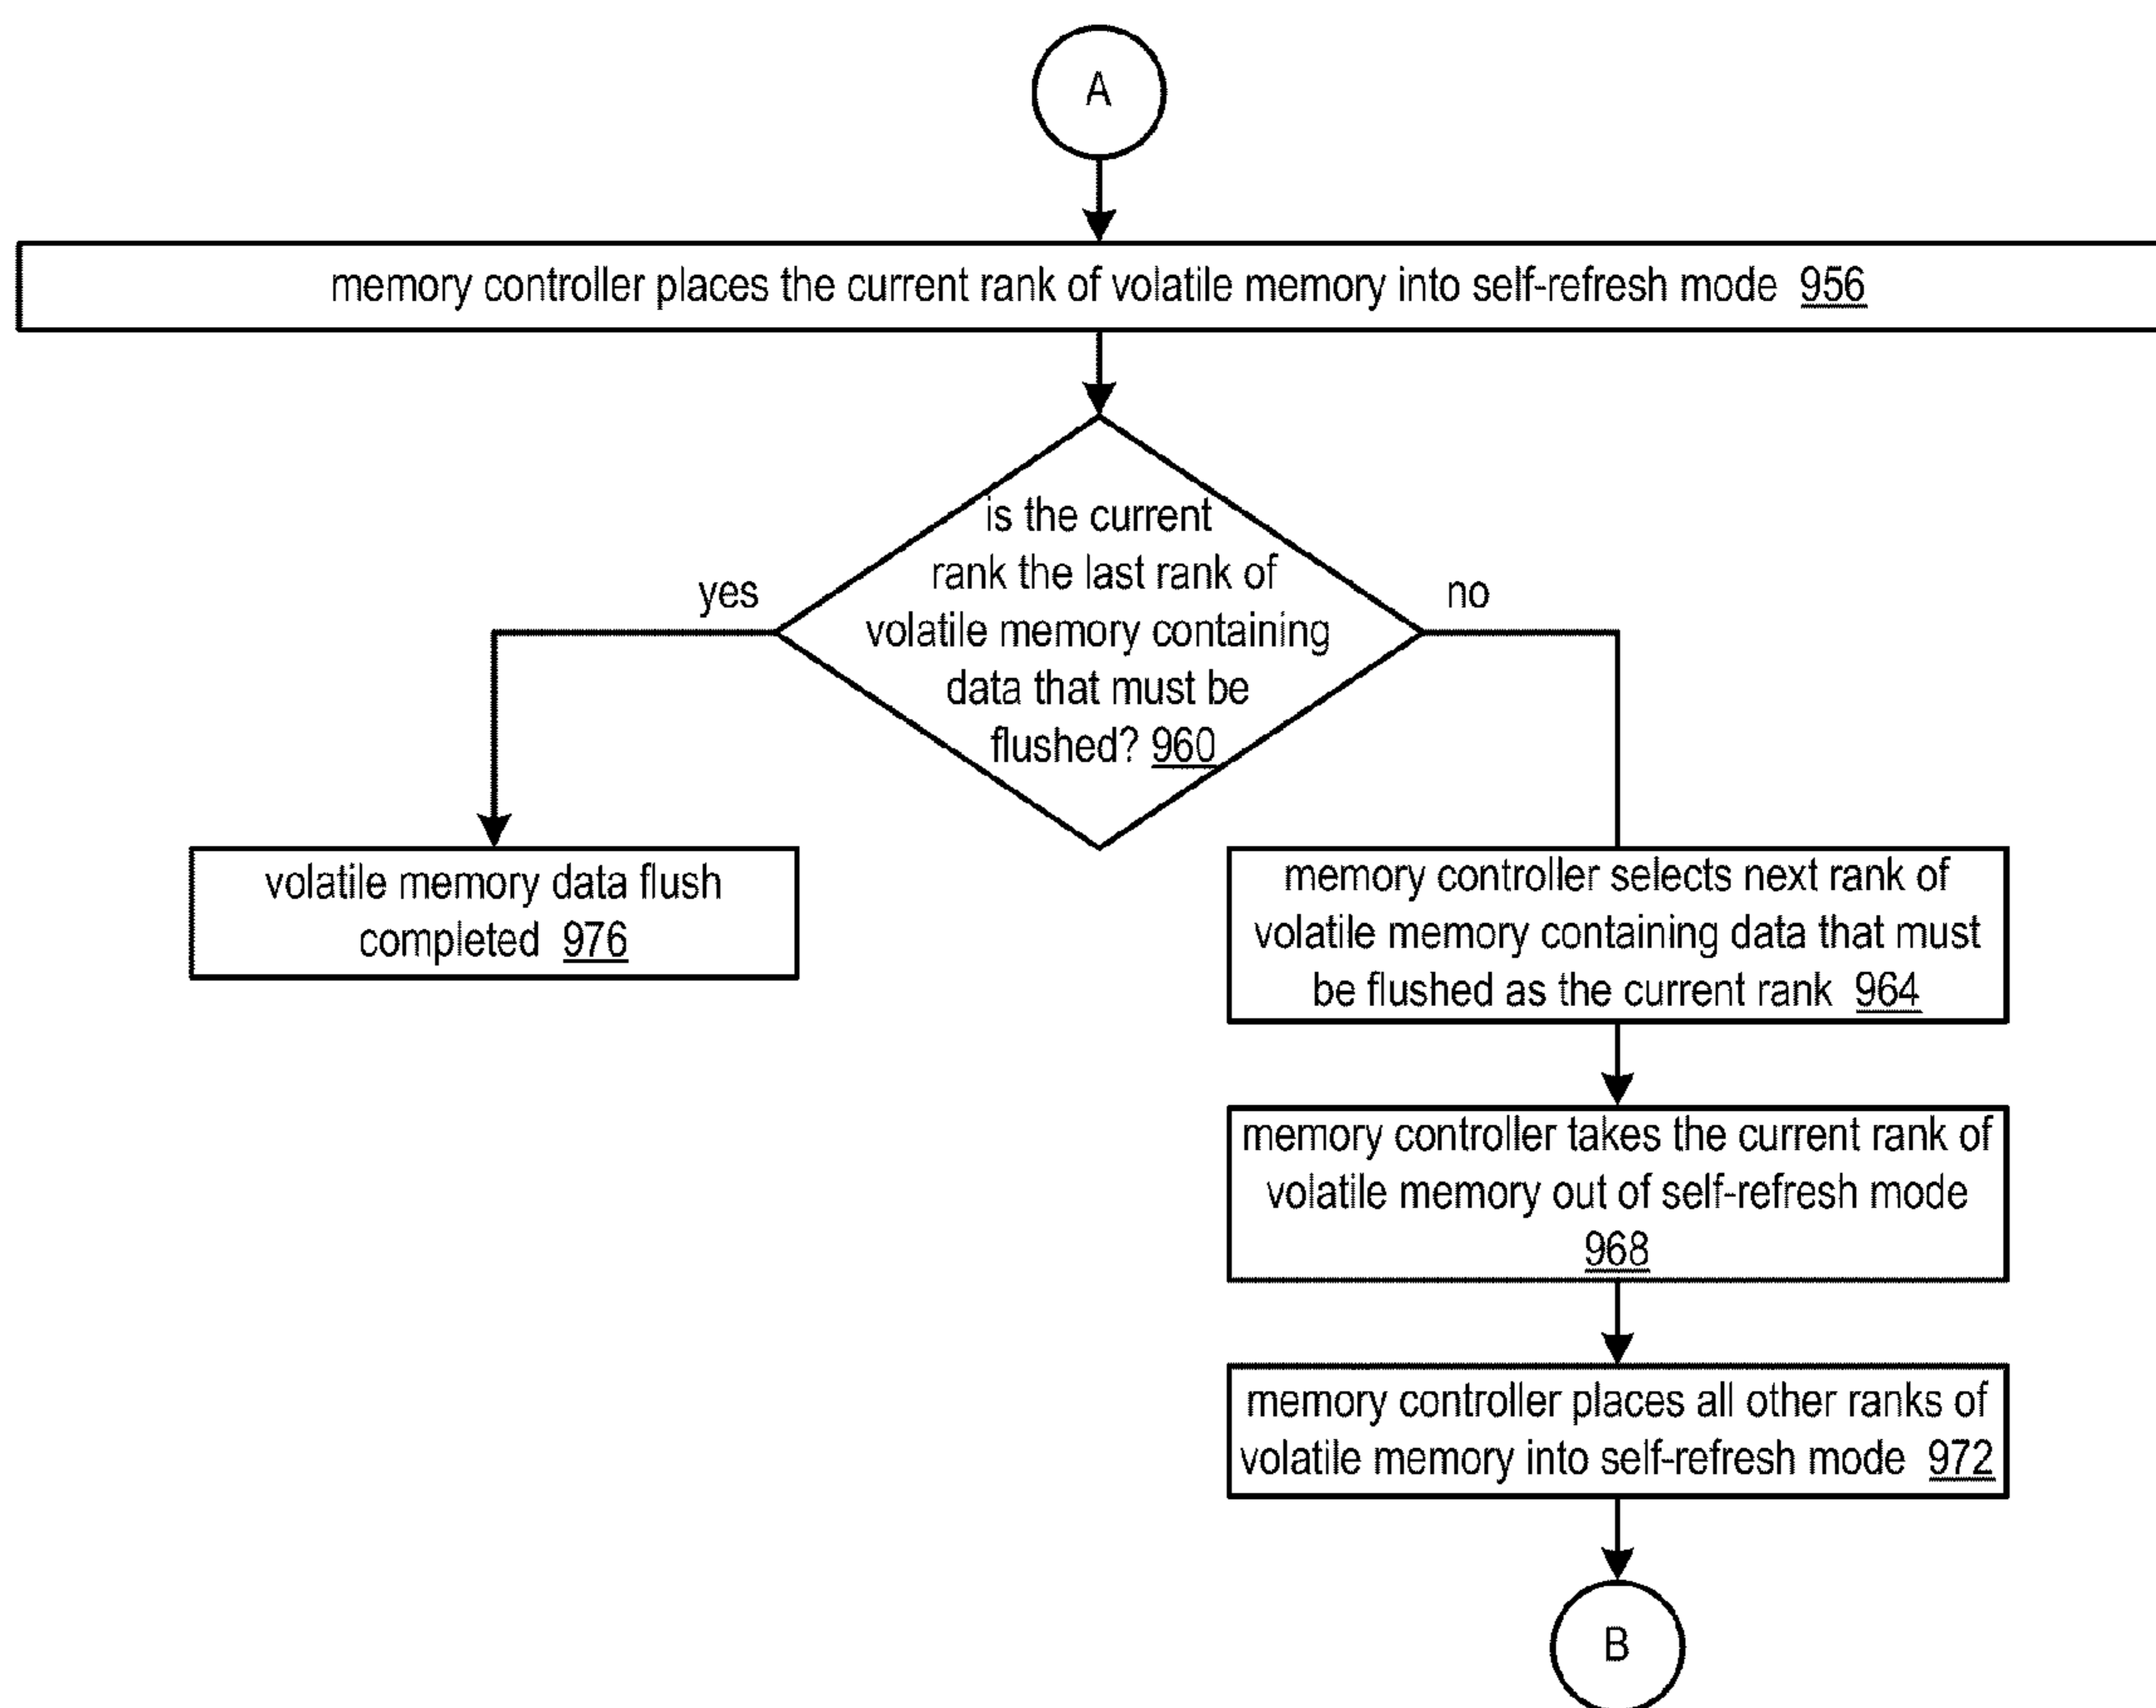 A
memory controller places the current rank of volatile memory into self-refresh mode 956
is the current
rank the last rank of
volatile memory containing
data that must be
flushed? 960
yes
no
volatile memory data flush
completed 976
memory controller selects next rank of
volatile memory containing data that must
be flushed as the current rank 964
memory controller takes the current rank of
volatile memory out of self-refresh mode
968
memory controller places all other ranks of
volatile memory into self-refresh mode 972
B